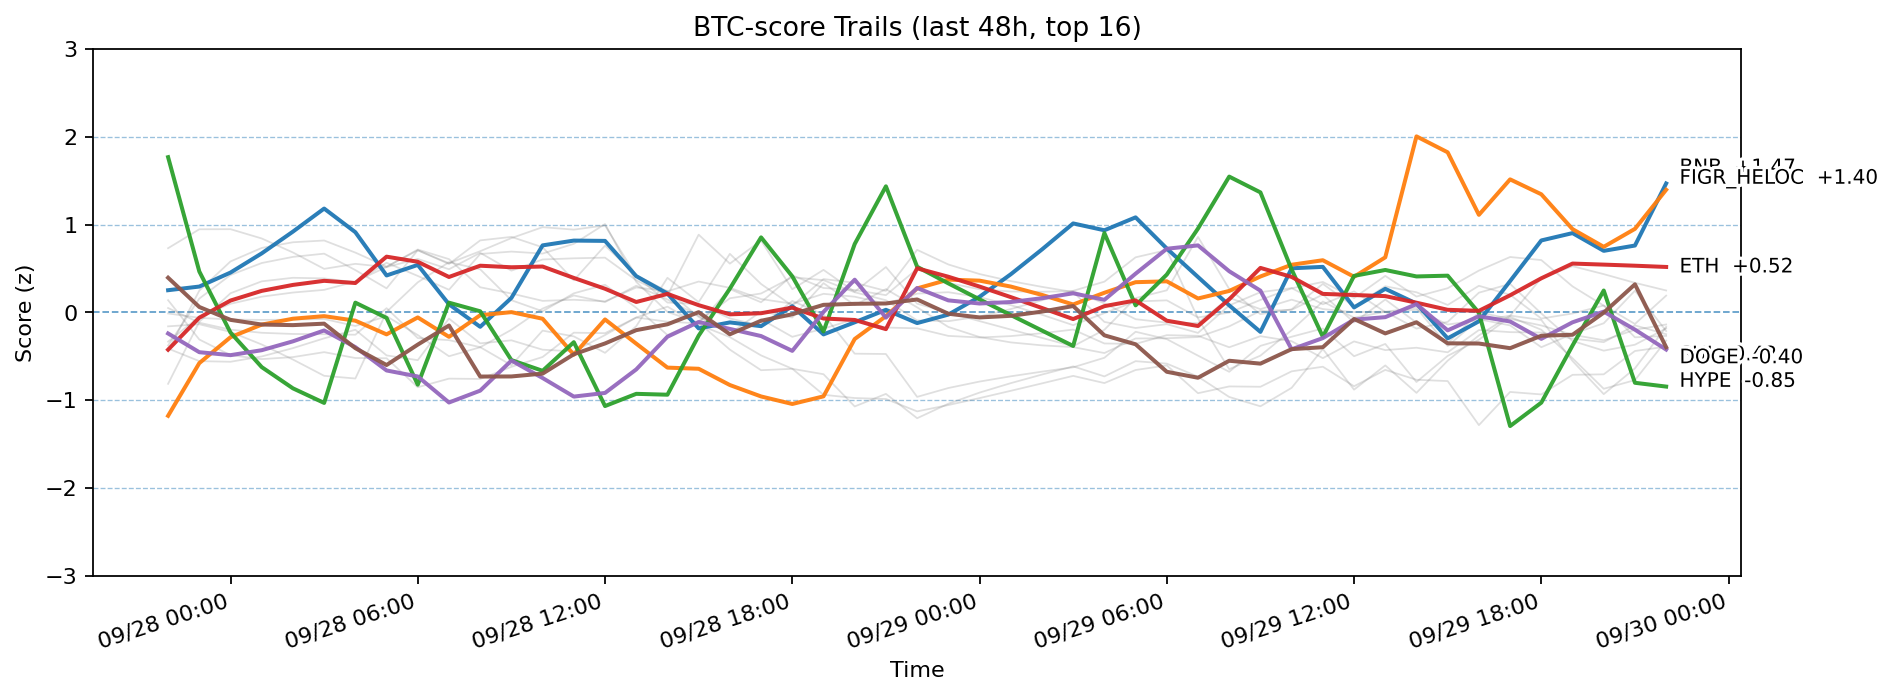 BTC-score Trails (last 48h, top 16)
3
2
1
0
−1
−2
−3
Score (z)
BNB +1.47
FIGR_HELOC +1.40
ETH +0.52
DOGE -0.40
HYPE -0.85
09/28 00:00
09/28 06:00
09/28 12:00
09/28 18:00
09/29 00:00
09/29 06:00
09/29 12:00
09/29 18:00
09/30 00:00
Time